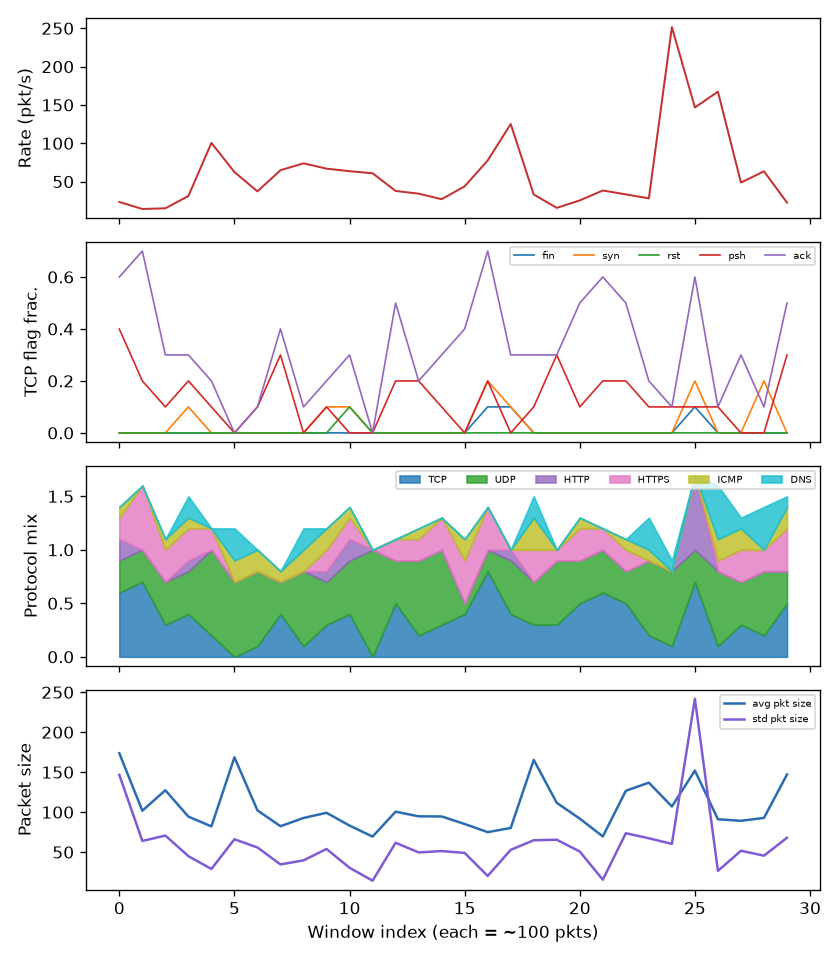 250
200
150
100
50
Rate (pkt/s)
fin syn rst psh ack
0.6
0.4
0.2
0.0
TCP flag frac.
TCP UDP HTTP HTTPS ICMP DNS
1.5
1.0
0.5
0.0
Protocol mix
250
200
150
100
50
Packet size
avg pkt size
std pkt size
0 5 10 15 20 25 30
Window index (each = ~100 pkts)